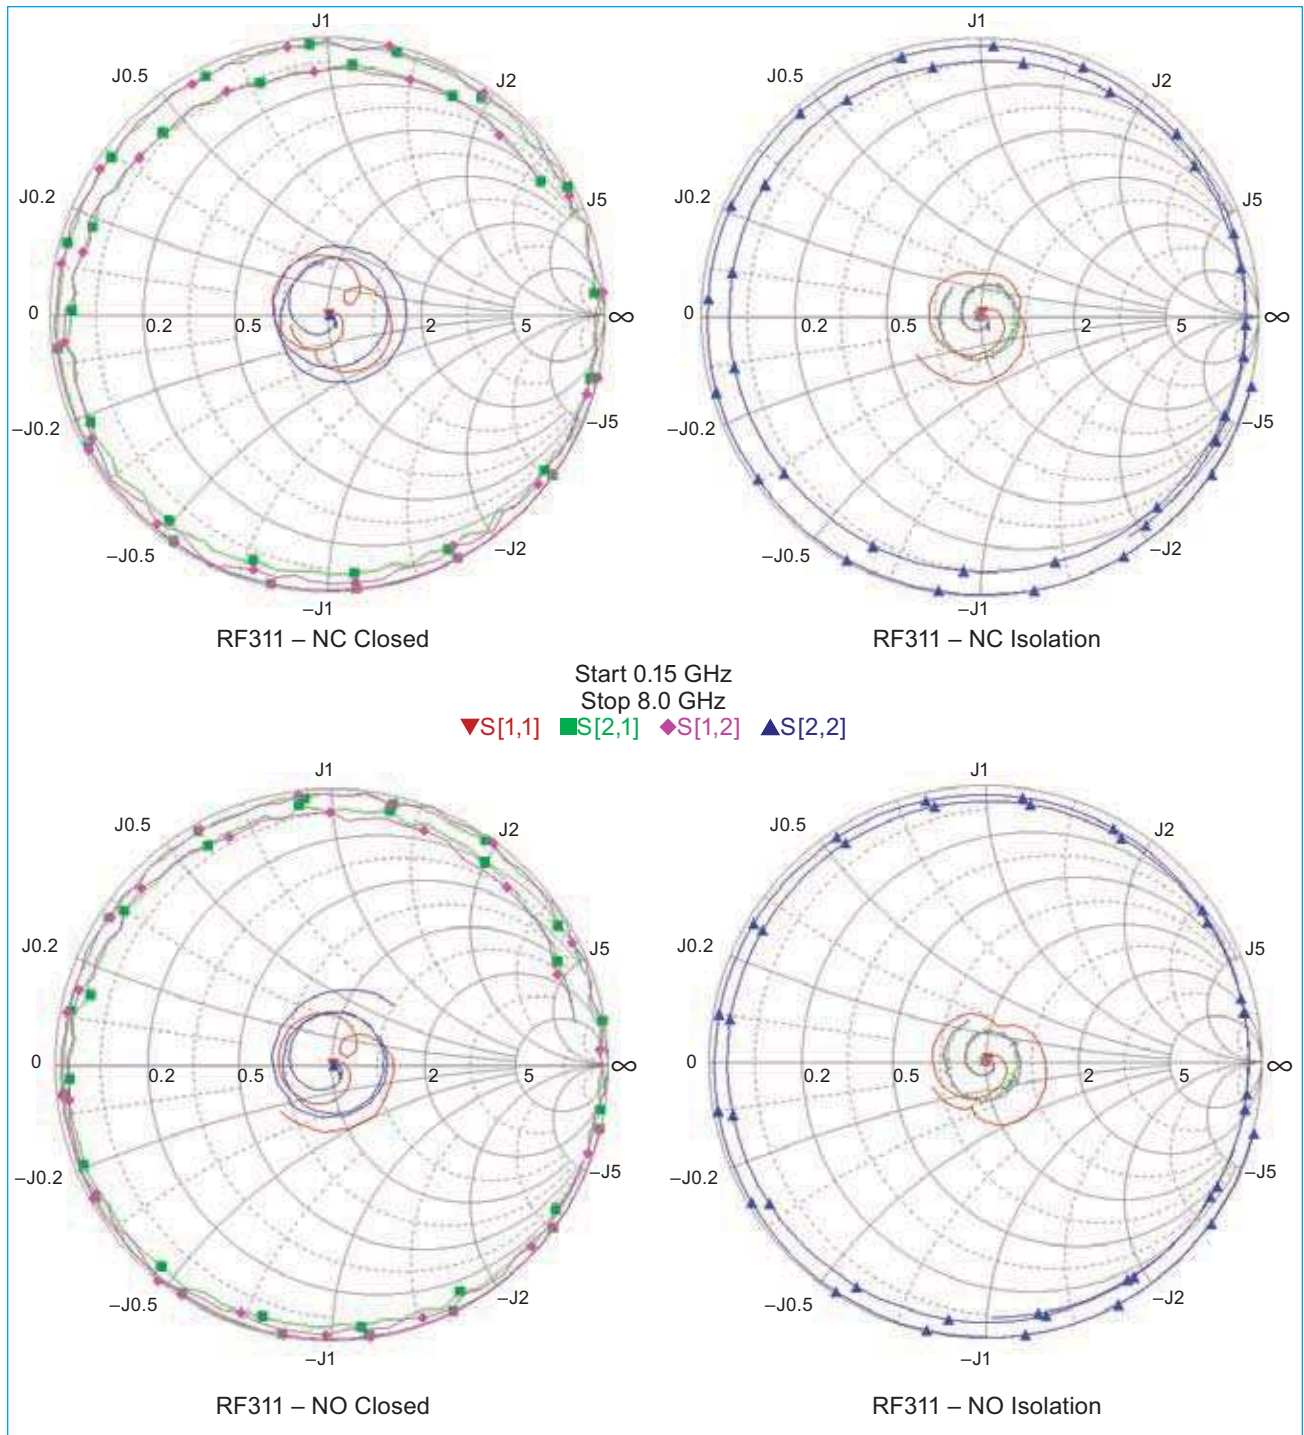 J1
J1
J0.5
J2
J0.5
J2
J0.2
J5
J0.2
J5
0
0.2
0.5
2
5
∞
0
0.2
0.5
2
5
∞
–J0.2
–J5
–J0.2
–J5
–J0.5
–J2
–J0.5
–J2
–J1
–J1
RF311 – NC Closed
RF311 – NC Isolation
Start 0.15 GHz
Stop 8.0 GHz
S[1,1] S[2,1] S[1,2] S[2,2]
J1
J1
J0.5
J2
J0.5
J2
J0.2
J5
J0.2
J5
0
0.2
0.5
2
5
∞
0
0.2
0.5
2
5
∞
–J0.2
–J5
–J0.2
–J5
–J0.5
–J2
–J0.5
–J2
–J1
–J1
RF311 – NO Closed
RF311 – NO Isolation